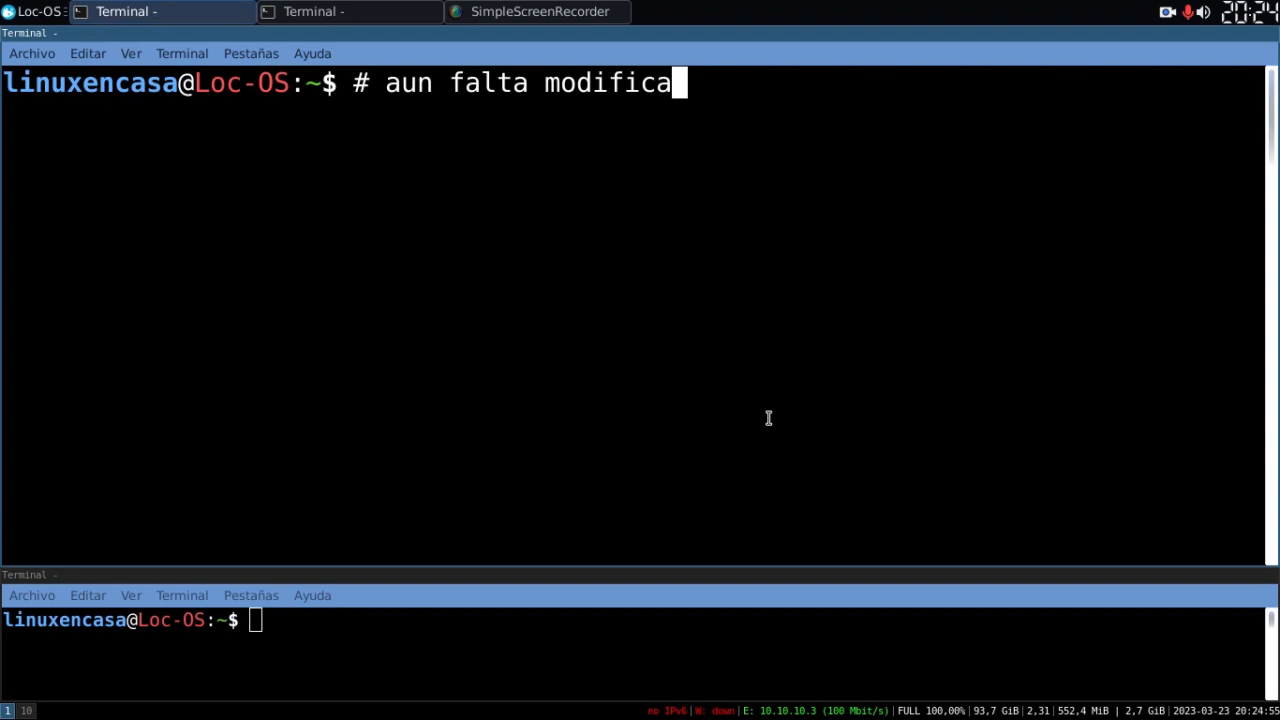 Loc-OS Terminal - Terminal - SimpleScreenRecorder 20:24
Terminal -
Archivo Editar Ver Terminal Pestañas Ayuda
linuxencasa@Loc-OS:~$ # aun falta modifica
Terminal -
Archivo Editar Ver Terminal Pestañas Ayuda
linuxencasa@Loc-OS:~$
1 10 no IPv6|W: down|E: 10.10.10.3 (100 Mbit/s)|FULL 100,00%|93,7 GiB|2,31|552,4 MiB | 2,7 GiB|2023-03-23 20:24:55